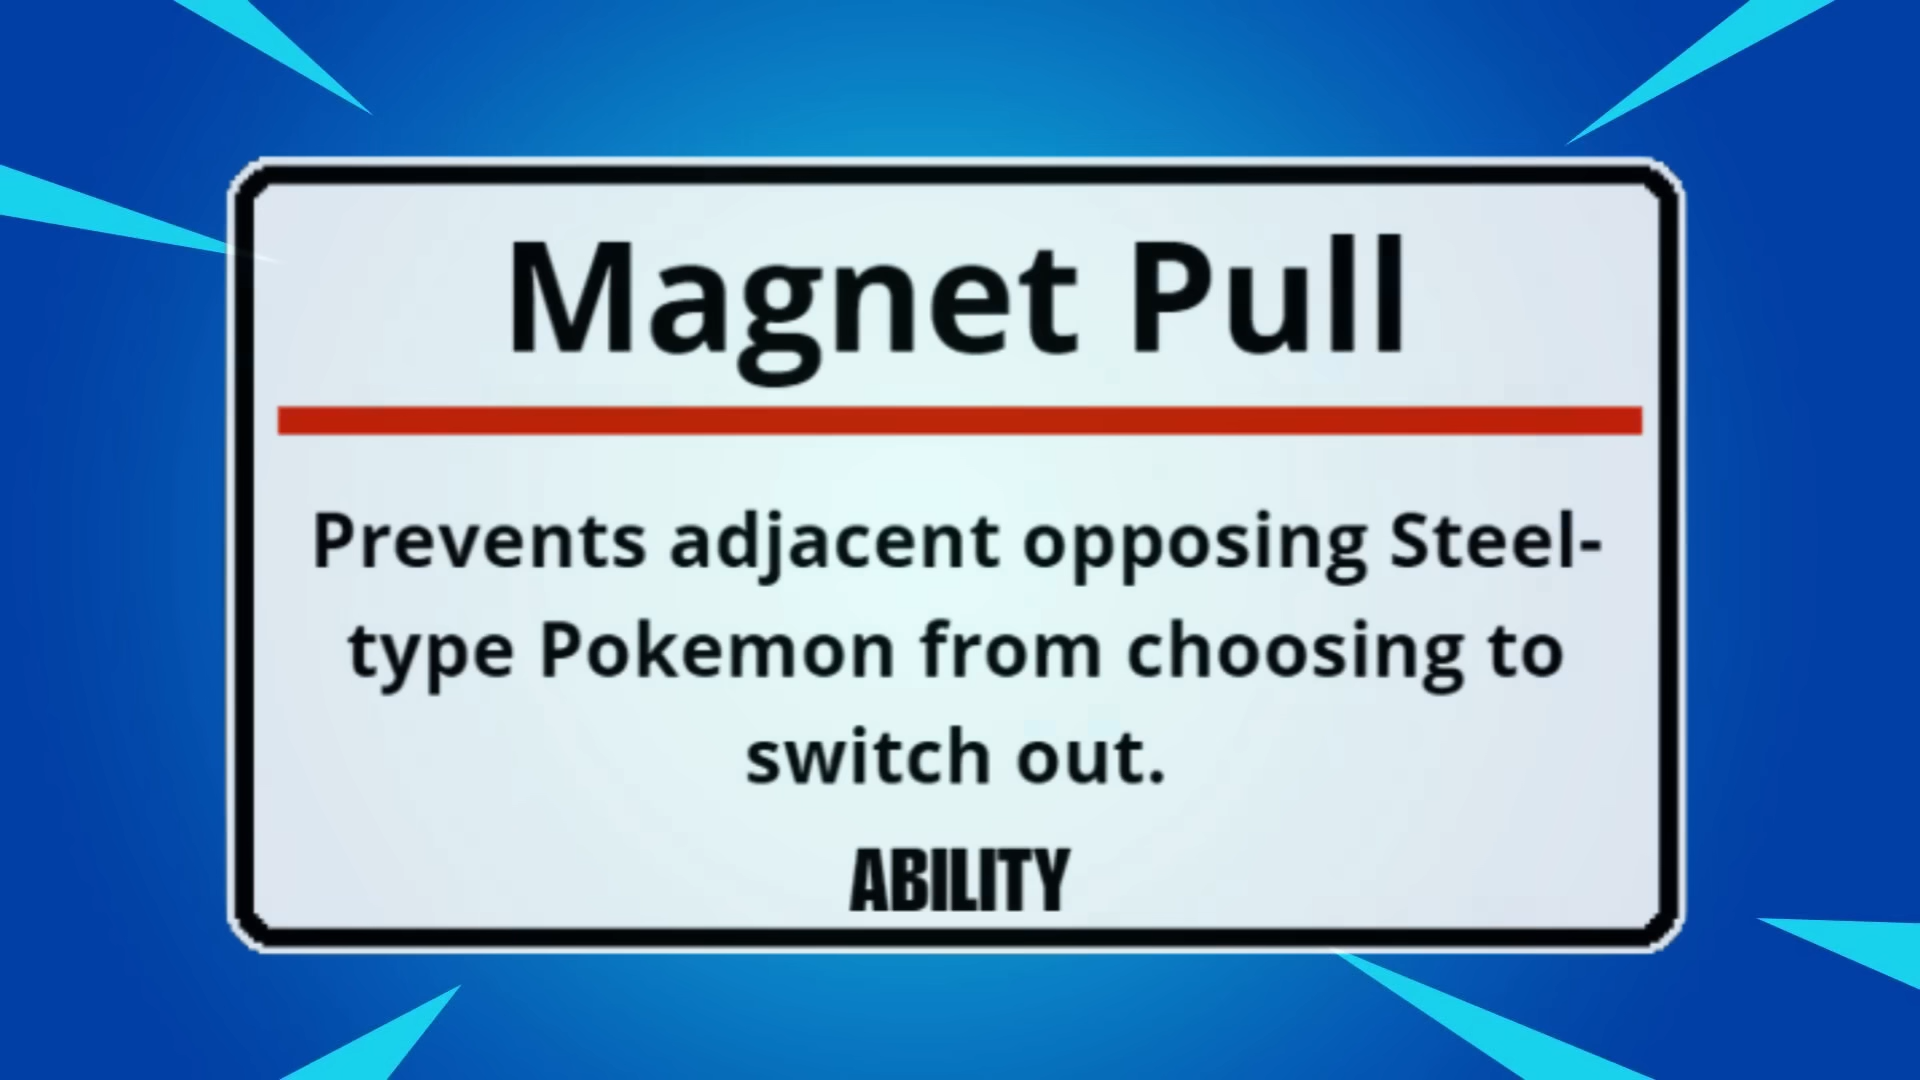 Magnet Pull
Prevents adjacent opposing Steel-
type Pokemon from choosing to
switch out.
ABILITY